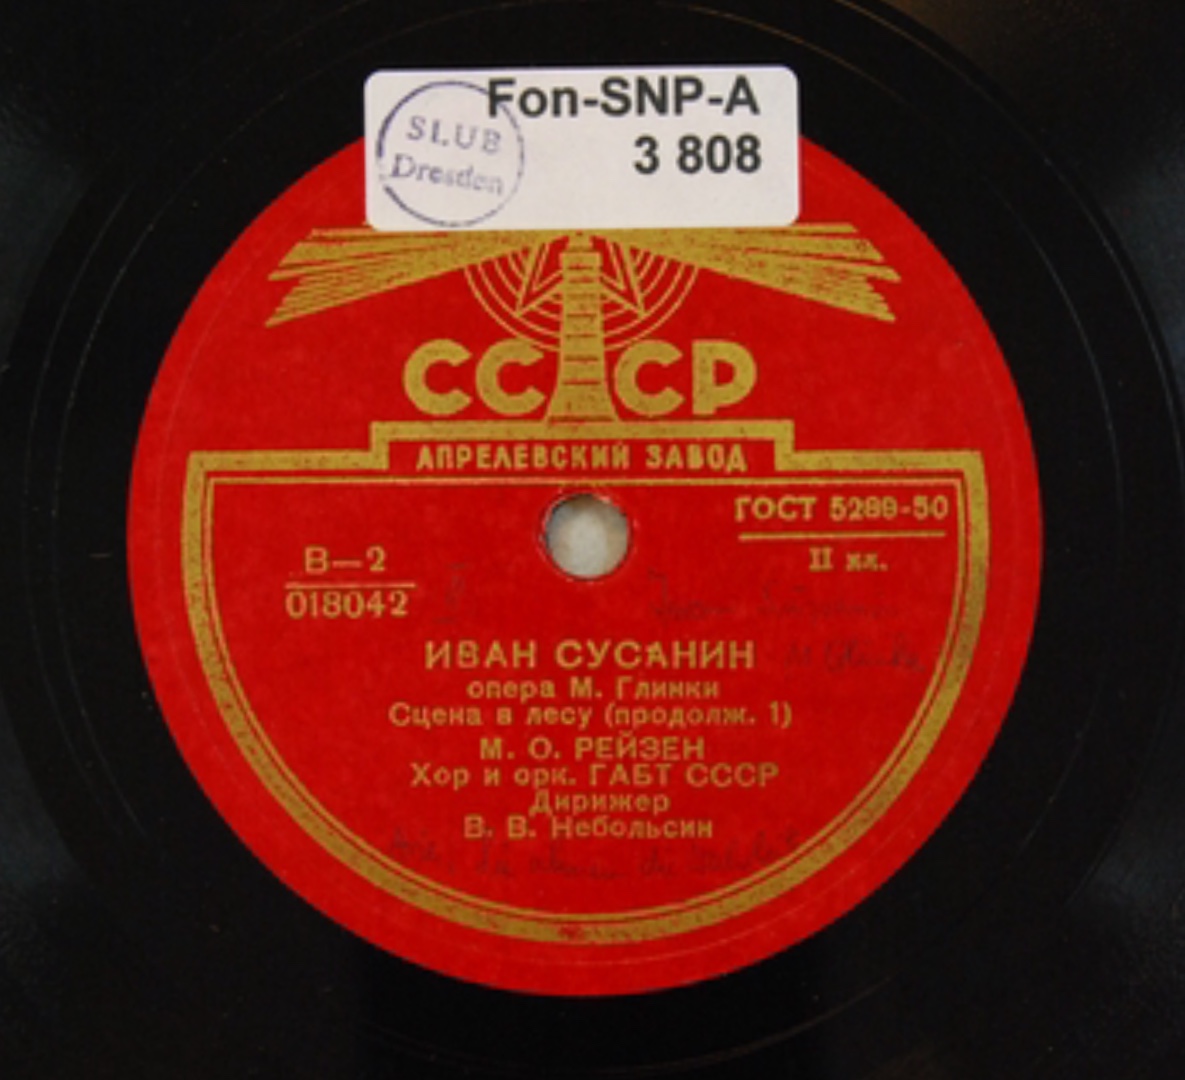 Fon-SNP-A
3 808
SLUB
Dresden
СССР
АПРЕЛЕВСКИЙ ЗАВОД
ГОСТ 5289-50
II кл.
В—2
018042
ИВАН СУСАНИН
опера М. Глинки
Сцена в лесу (продолж. 1)
М. О. РЕЙЗЕН
Хор и орк. ГАБТ СССР
Дирижер
В. В. Небольсин